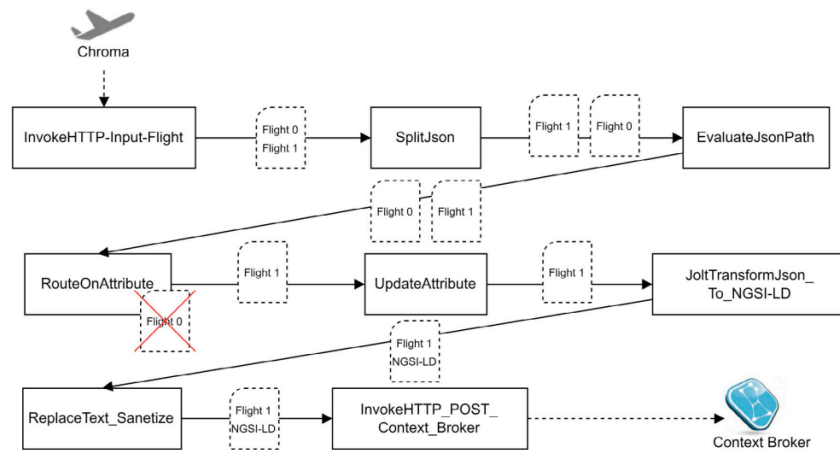 Chroma
InvokeHTTP-Input-Flight
Flight 0
Flight 1
SplitJson
Flight 1
Flight 0
EvaluateJsonPath
Flight 0
Flight 1
RouteOnAttribute
Flight 0
Flight 1
UpdateAttribute
Flight 1
JoltTransformJson_
To_NGSI-LD
Flight 1
NGSI-LD
ReplaceText_Sanetize
Flight 1
NGSI-LD
InvokeHTTP_POST_
Context_Broker
Context Broker